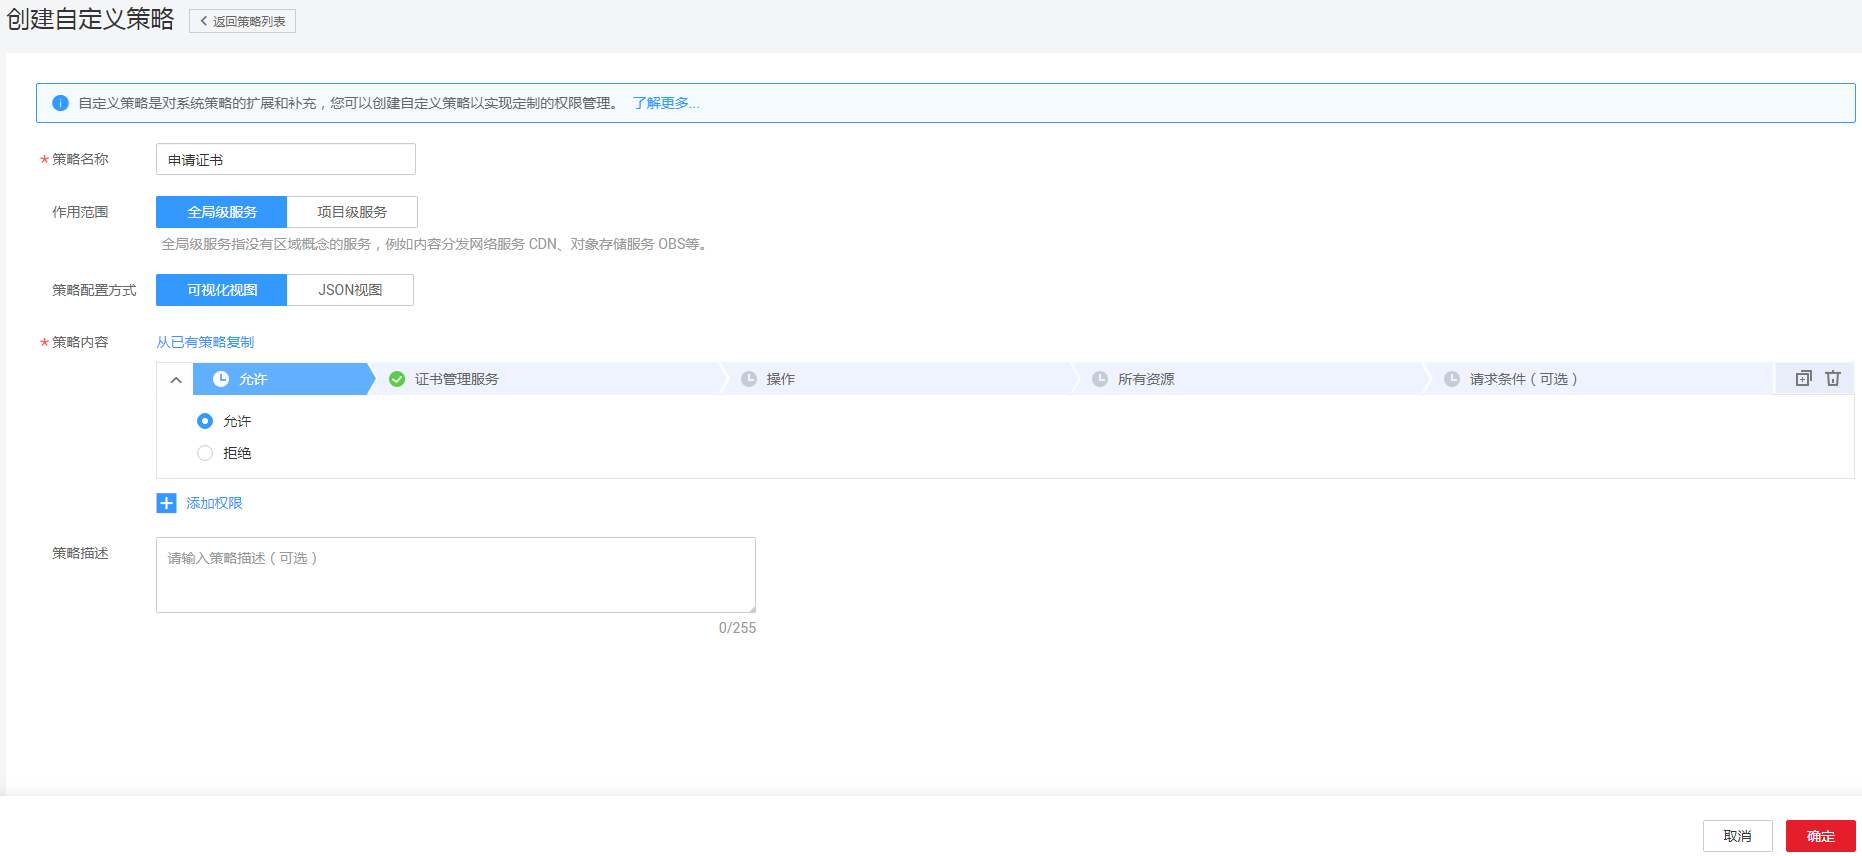 创建自定义策略 返回策略列表
自定义策略是对系统策略的扩展和补充，您可以创建自定义策略以实现定制的权限管理。 了解更多...
* 策略名称 申请证书
作用范围 全局级服务 项目级服务
全局级服务指没有区域概念的服务，例如内容分发网络服务 CDN、对象存储服务 OBS等。
策略配置方式 可视化视图 JSON视图
* 策略内容 从已有策略复制
允许 证书管理服务 操作 所有资源 请求条件（可选）
允许
拒绝
添加权限
策略描述 请输入策略描述（可选）
0/255
取消 确定